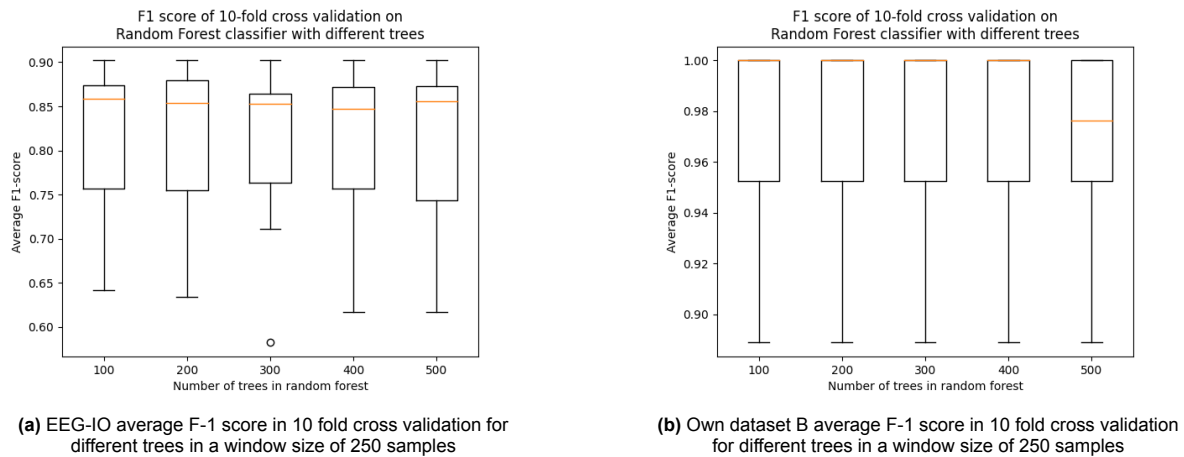 F1 score of 10-fold cross validation on
Random Forest classifier with different trees
0.90
0.85
0.80
0.75
0.70
0.65
0.60
Average F1-score
100 200 300 400 500
Number of trees in random forest
(a) EEG-IO average F-1 score in 10 fold cross validation for
different trees in a window size of 250 samples
F1 score of 10-fold cross validation on
Random Forest classifier with different trees
1.00
0.98
0.96
0.94
0.92
0.90
Average F1-score
100 200 300 400 500
Number of trees in random forest
(b) Own dataset B average F-1 score in 10 fold cross validation
for different trees in a window size of 250 samples